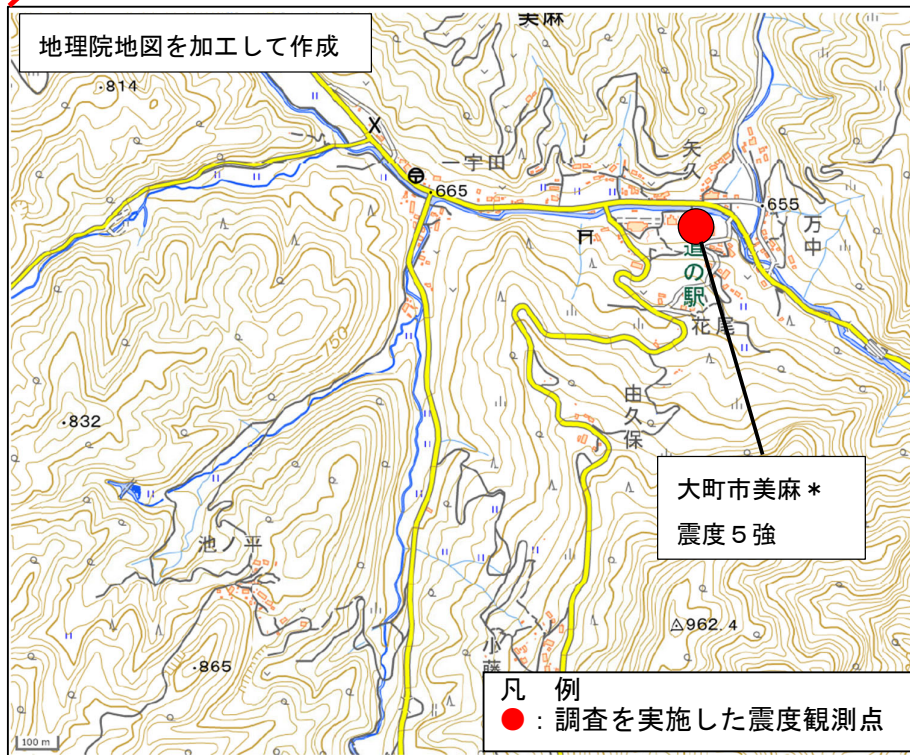 美麻
地理院地図を加工して作成
814
一宇田
矢久
665
655
万中
道の駅
花尾
750
由久保
832
大町市美麻*
震度5強
池ノ平
962.4
865
小藤
凡 例
:調査を実施した震度観測点
100 m